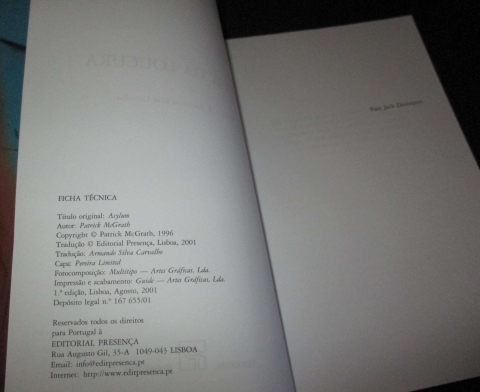 FICHA TÉCNICA
Título original: Asylum
Autor: Patrick McGrath
Copyright © Patrick McGrath, 1996
Tradução © Editorial Presença, Lisboa, 2001
Tradução: Armando Silva Carvalho
Capa: Pereira Limited
Fotocomposição: Multitipo — Artes Gráficas, Lda.
Impressão e acabamento: Guide — Artes Gráficas, Lda.
1.ª edição, Lisboa, Agosto, 2001
Depósito legal n.º 167 655/01
Reservados todos os direitos
para Portugal à
EDITORIAL PRESENÇA
Rua Augusto Gil, 35-A 1049-043 LISBOA
Email: info@editpresenca.pt
Internet: http://www.editpresenca.pt
Para Jack Davenport